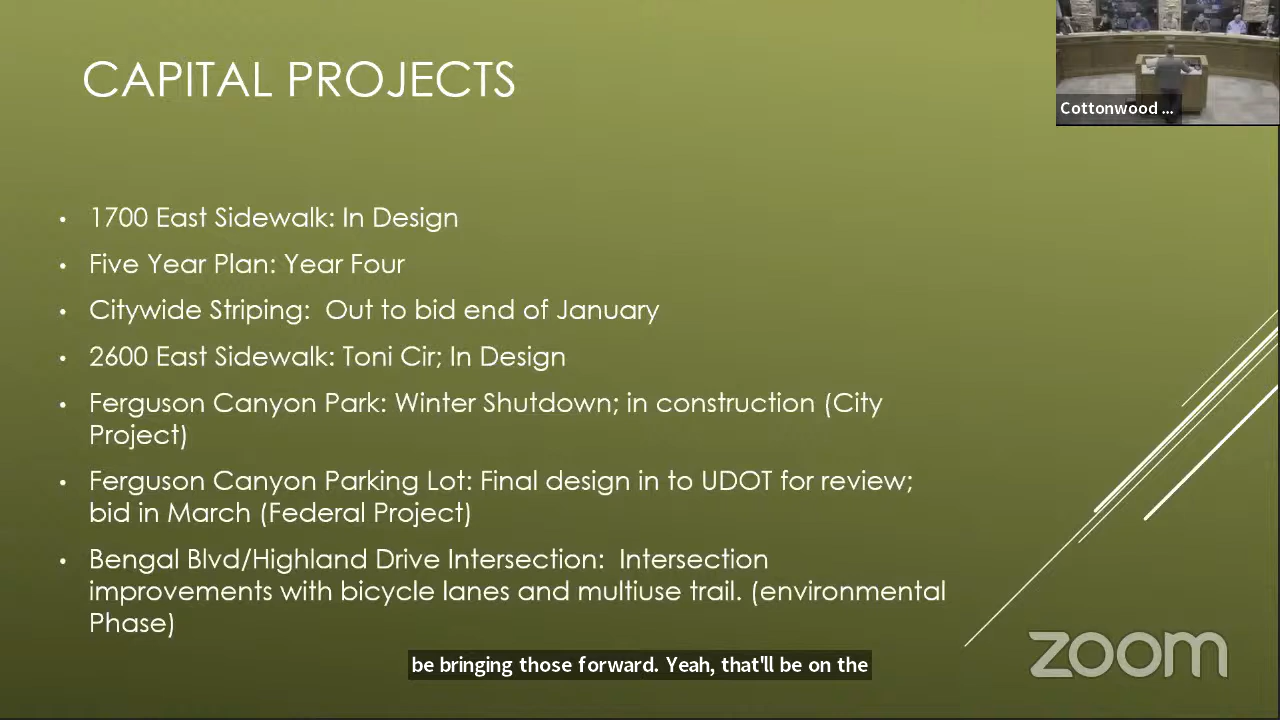 CAPITAL PROJECTS
Cottonwood ...
• 1700 East Sidewalk: In Design
• Five Year Plan: Year Four
• Citywide Striping:  Out to bid end of January
• 2600 East Sidewalk: Toni Cir; In Design
• Ferguson Canyon Park: Winter Shutdown; in construction (City
Project)
• Ferguson Canyon Parking Lot: Final design in to UDOT for review;
bid in March (Federal Project)
• Bengal Blvd/Highland Drive Intersection:  Intersection
improvements with bicycle lanes and multiuse trail. (environmental
Phase)
be bringing those forward. Yeah, that'll be on the
zoom